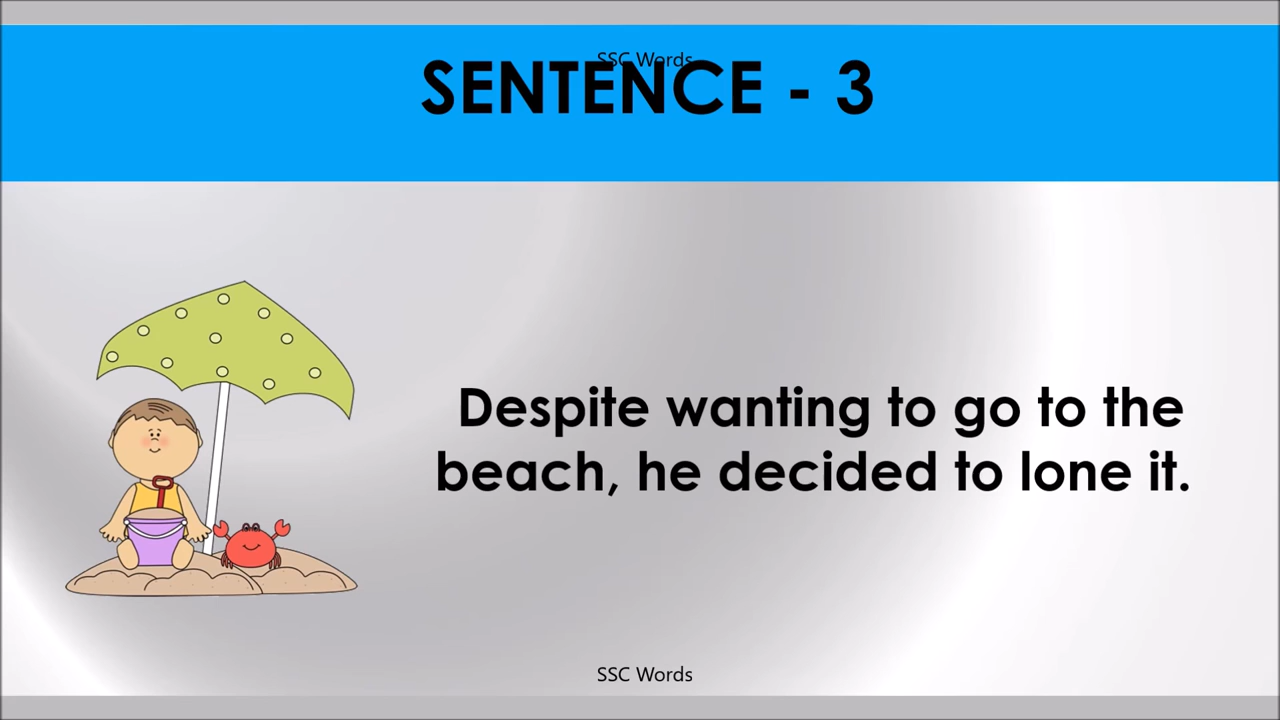 SSC Words
SENTENCE - 3
Despite wanting to go to the
beach, he decided to lone it.
SSC Words